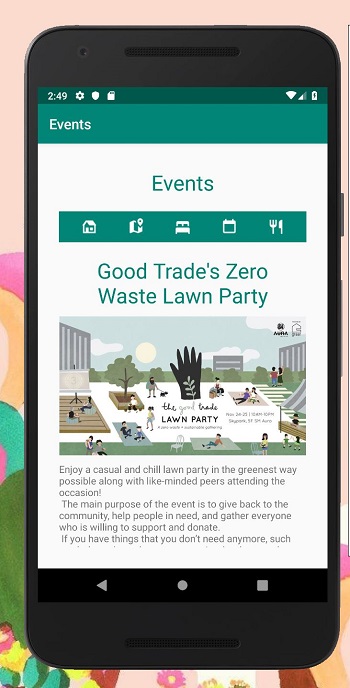 2:49
Events
Events
Good Trade's Zero
Waste Lawn Party
AURA
the good trade
LAWN PARTY
A zero waste + sustainable gathering
Nov 24-25 | 10AM-10PM
Skypark, 5F SM Aura
Enjoy a casual and chill lawn party in the greenest way
possible along with like-minded peers attending the
occasion!
The main purpose of the event is to give back to the
community, help people in need, and gather everyone
who is willing to support and donate.
If you have things that you don't need anymore, such